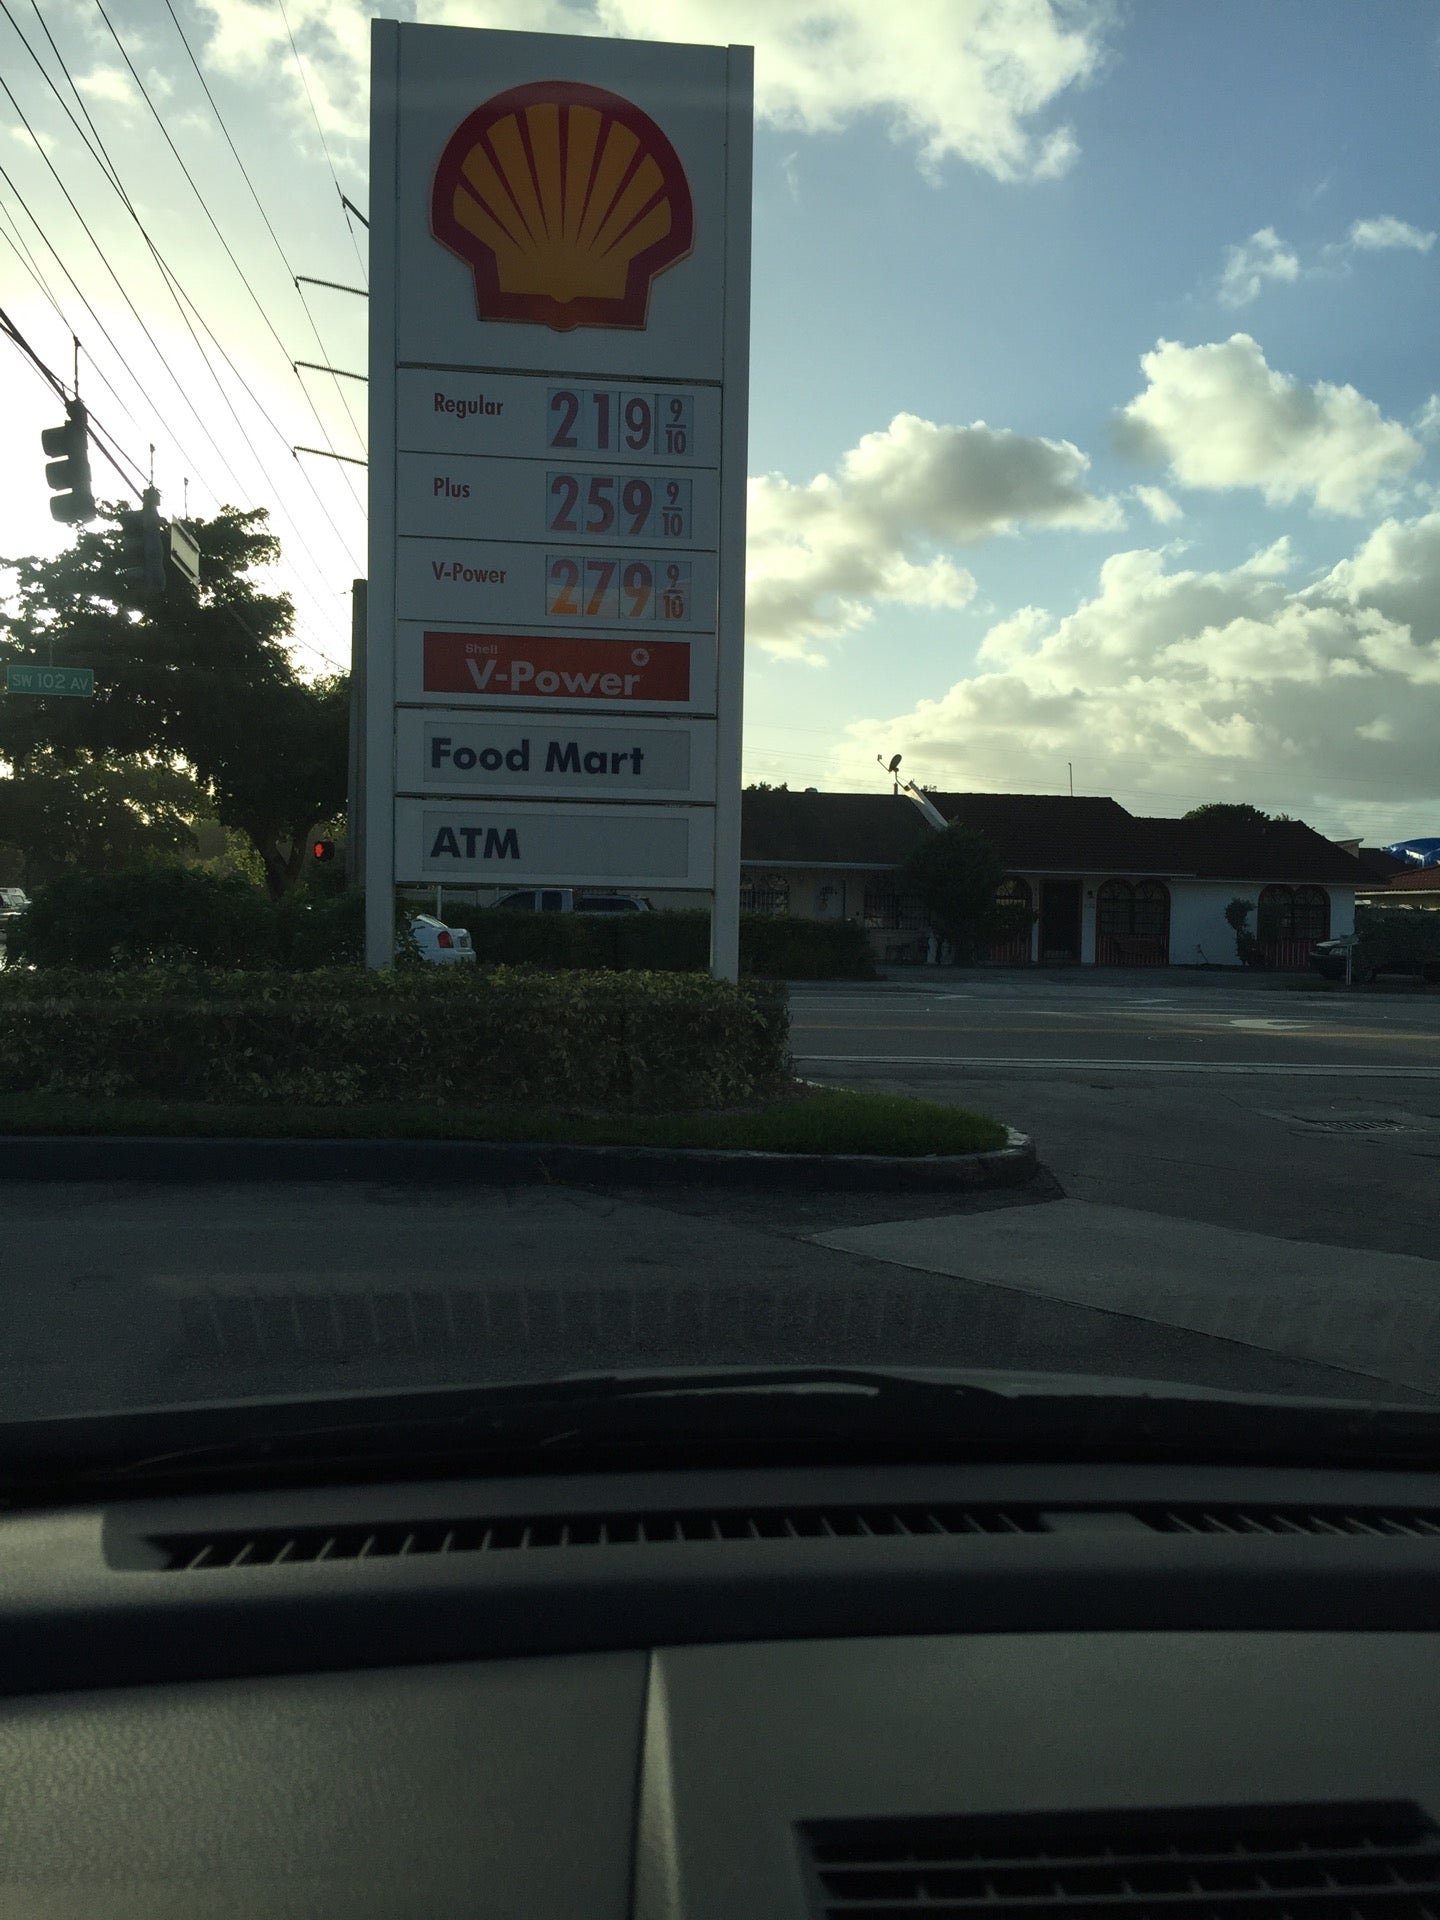 Regular 219 9/10
Plus 259 9/10
V-Power 279 9/10
Shell
V-Power
Food Mart
ATM
SW 102 AV